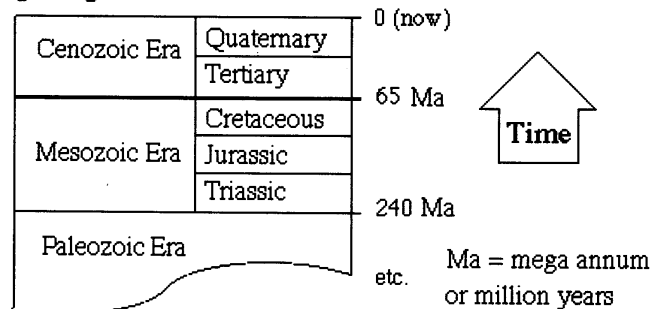 0 (now)
Cenozoic Era
Quaternary
Tertiary
65 Ma
Mesozoic Era
Cretaceous
Jurassic
Triassic
Time
240 Ma
Paleozoic Era
etc.
Ma = mega annum
or million years